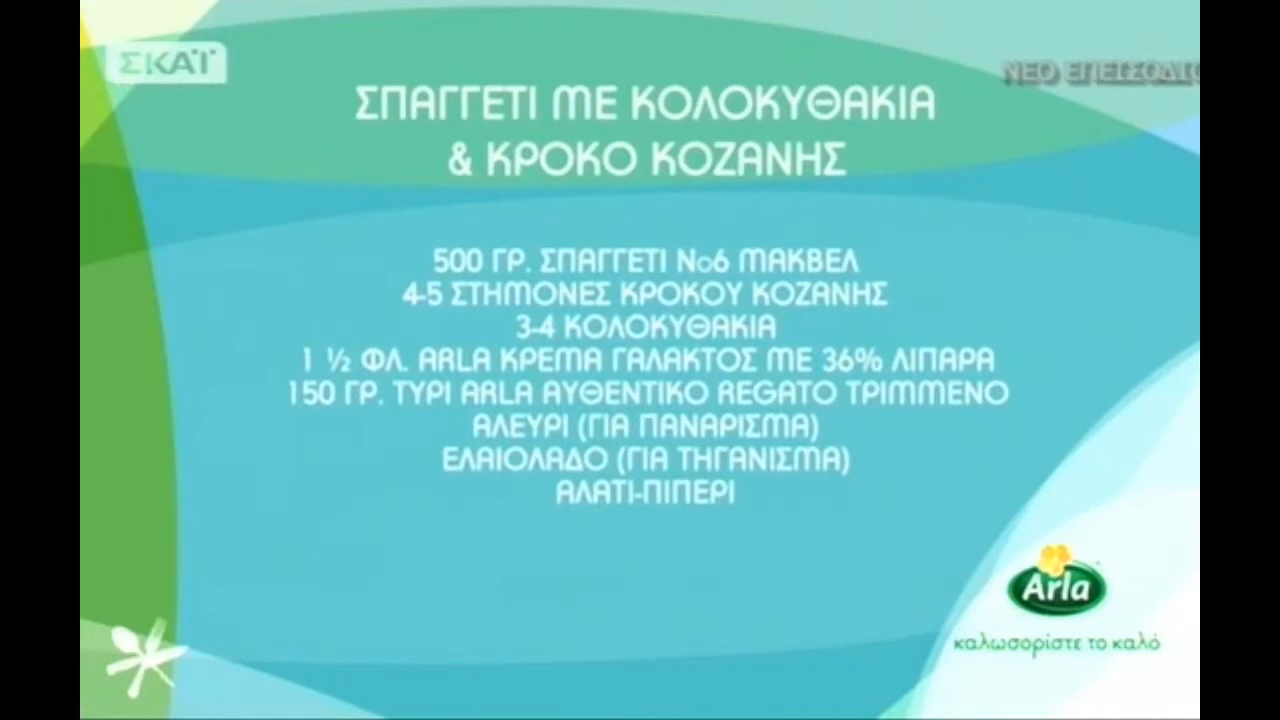 ΣΚΑΪ
ΝΕΟ ΕΠΕΙΣΟΔΙΟ
ΣΠΑΓΓΕΤΙ ΜΕ ΚΟΛΟΚΥΘΑΚΙΑ
& ΚΡΟΚΟ ΚΟΖΑΝΗΣ
500 ΓΡ. ΣΠΑΓΓΕΤΙ Νο6 ΜΑΚΒΕΛ
4-5 ΣΤΗΜΟΝΕΣ ΚΡΟΚΟΥ ΚΟΖΑΝΗΣ
3-4 ΚΟΛΟΚΥΘΑΚΙΑ
1 ½ ΦΛ. ARLA ΚΡΕΜΑ ΓΑΛΑΚΤΟΣ ΜΕ 36% ΛΙΠΑΡΑ
150 ΓΡ. ΤΥΡΙ ARLA ΑΥΘΕΝΤΙΚΟ REGATO ΤΡΙΜΜΕΝΟ
ΑΛΕΥΡΙ (ΓΙΑ ΠΑΝΑΡΙΣΜΑ)
ΕΛΑΙΟΛΑΔΟ (ΓΙΑ ΤΗΓΑΝΙΣΜΑ)
ΑΛΑΤΙ-ΠΙΠΕΡΙ
Arla
καλωσορίστε το καλό